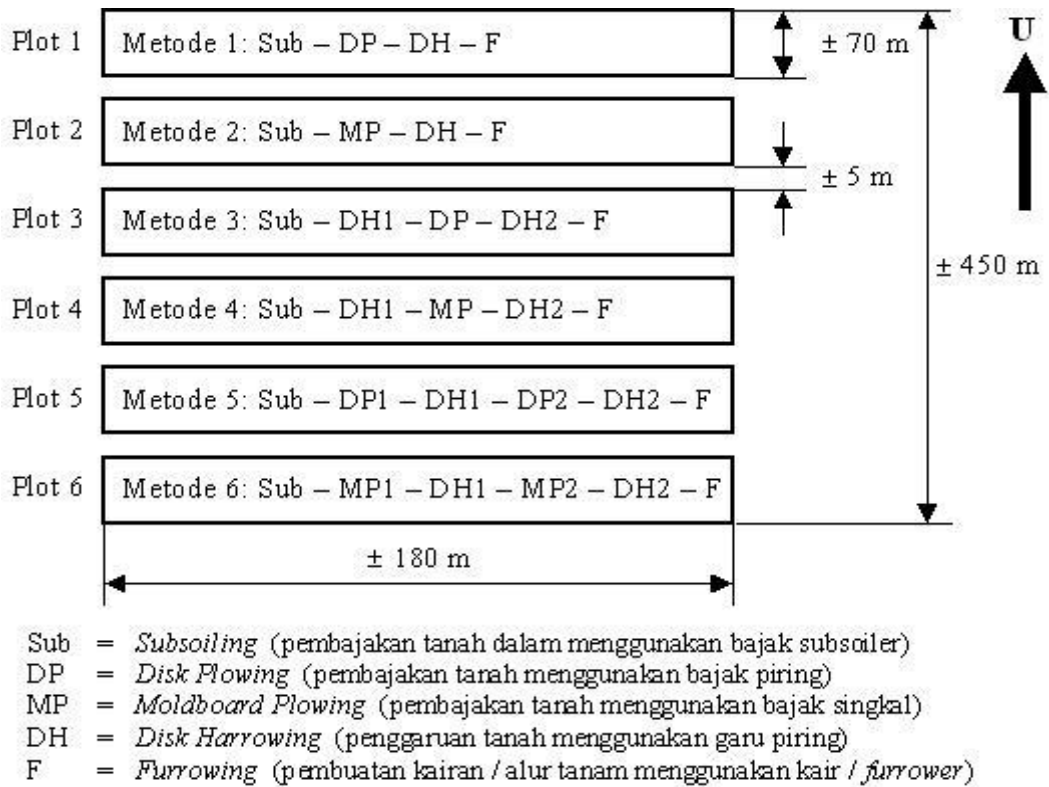 Plot 1 Metode 1: Sub – DP – DH – F
± 70 m
U
Plot 2 Metode 2: Sub – MP – DH – F
± 5 m
Plot 3 Metode 3: Sub – DH1 – DP – DH2 – F
± 450 m
Plot 4 Metode 4: Sub – DH1 – MP – DH2 – F
Plot 5 Metode 5: Sub – DP1 – DH1 – DP2 – DH2 – F
Plot 6 Metode 6: Sub – MP1 – DH1 – MP2 – DH2 – F
± 180 m
Sub = Subsoiling (pembajakan tanah dalam menggunakan bajak subsoiler)
DP = Disk Plowing (pembajakan tanah menggunakan bajak piring)
MP = Moldboard Plowing (pembajakan tanah menggunakan bajak singkal)
DH = Disk Harrowing (penggaruan tanah menggunakan garu piring)
F = Furrowing (pembuatan kairan / alur tanam menggunakan kair / furrower)